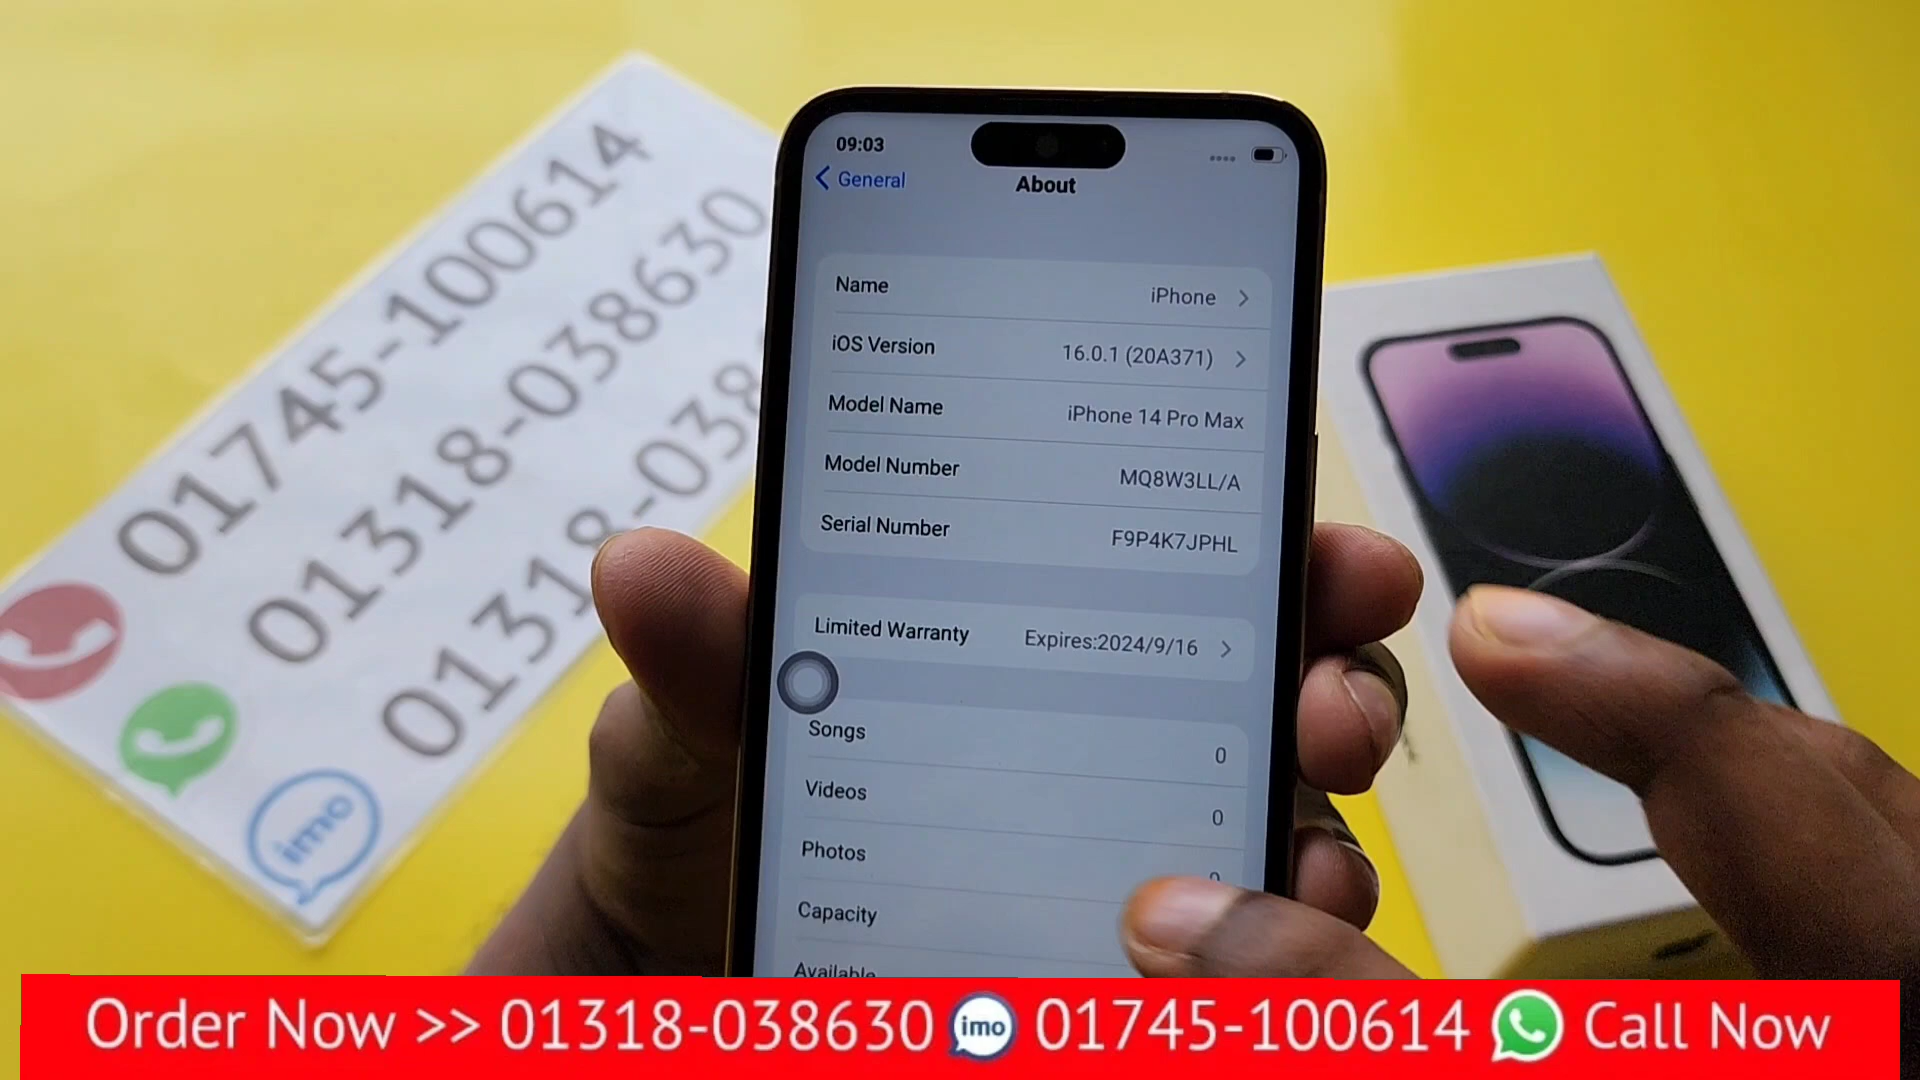 01745-100614
01318-038630
01318-038
imo
09:03
General
About
Name iPhone
iOS Version 16.0.1 (20A371)
Model Name iPhone 14 Pro Max
Model Number MQ8W3LL/A
Serial Number F9P4K7JPHL
Limited Warranty Expires:2024/9/16
Songs 0
Videos 0
Photos 0
Capacity
Available
Order Now >> 01318-038630 imo 01745-100614 Call Now